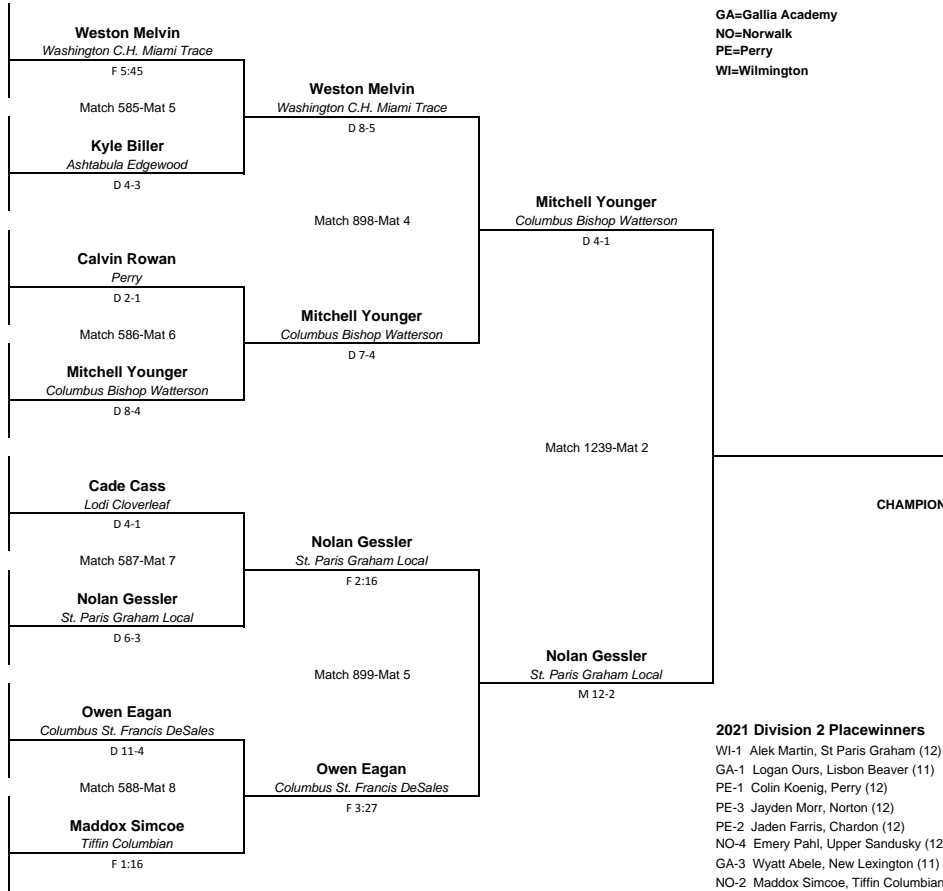 GA=Gallia Academy
NO=Norwalk
PE=Perry
WI=Wilmington
Weston Melvin
Washington C.H. Miami Trace
F 5:45
Match 585-Mat 5
Kyle Biller
Ashtabula Edgewood
D 4-3
Weston Melvin
Washington C.H. Miami Trace
D 8-5
Match 898-Mat 4
Calvin Rowan
Perry
D 2-1
Match 586-Mat 6
Mitchell Younger
Columbus Bishop Watterson
D 8-4
Mitchell Younger
Columbus Bishop Watterson
D 7-4
Mitchell Younger
Columbus Bishop Watterson
D 4-1
Match 1239-Mat 2
CHAMPION
Cade Cass
Lodi Cloverleaf
D 4-1
Match 587-Mat 7
Nolan Gessler
St. Paris Graham Local
D 6-3
Nolan Gessler
St. Paris Graham Local
F 2:16
Match 899-Mat 5
Owen Eagan
Columbus St. Francis DeSales
D 11-4
Match 588-Mat 8
Maddox Simcoe
Tiffin Columbian
F 1:16
Owen Eagan
Columbus St. Francis DeSales
F 3:27
Nolan Gessler
St. Paris Graham Local
M 12-2
2021 Division 2 Placewinners
WI-1 Alek Martin, St Paris Graham (12)
GA-1 Logan Ours, Lisbon Beaver (11)
PE-1 Colin Koenig, Perry (12)
PE-3 Jayden Morr, Norton (12)
PE-2 Jaden Farris, Chardon (12)
NO-4 Emery Pahl, Upper Sandusky (12
GA-3 Wyatt Abele, New Lexington (11)
NO-2 Maddox Simcoe, Tiffin Columbian